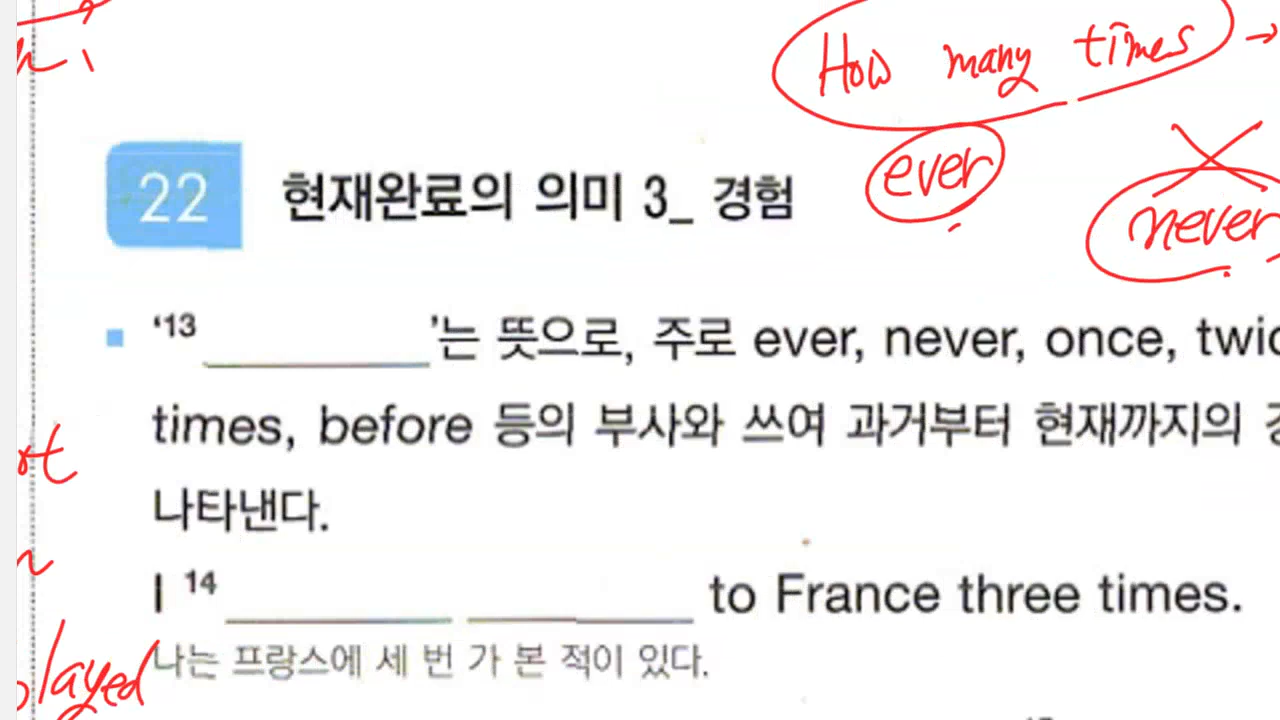 How many times →
ever
never
22 현재완료의 의미 3_ 경험
‘13 ________’는 뜻으로, 주로 ever, never, once,
times, before 등의 부사와 쓰여 과거부터 현재까지의
나타낸다.
I 14 ________ ________ to France three times.
나는 프랑스에 세 번 가 본 적이 있다.
played